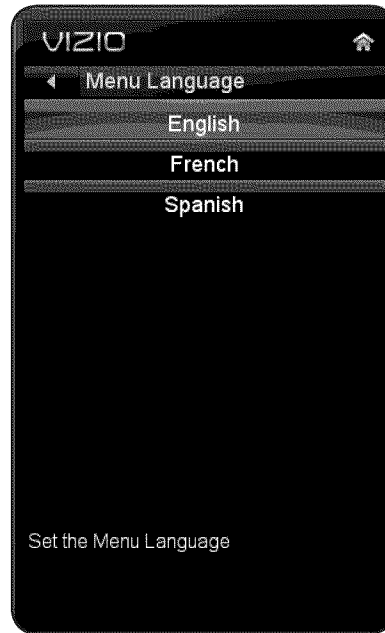 VIZIO
Menu Language
English
French
Spanish
Set the Menu Language